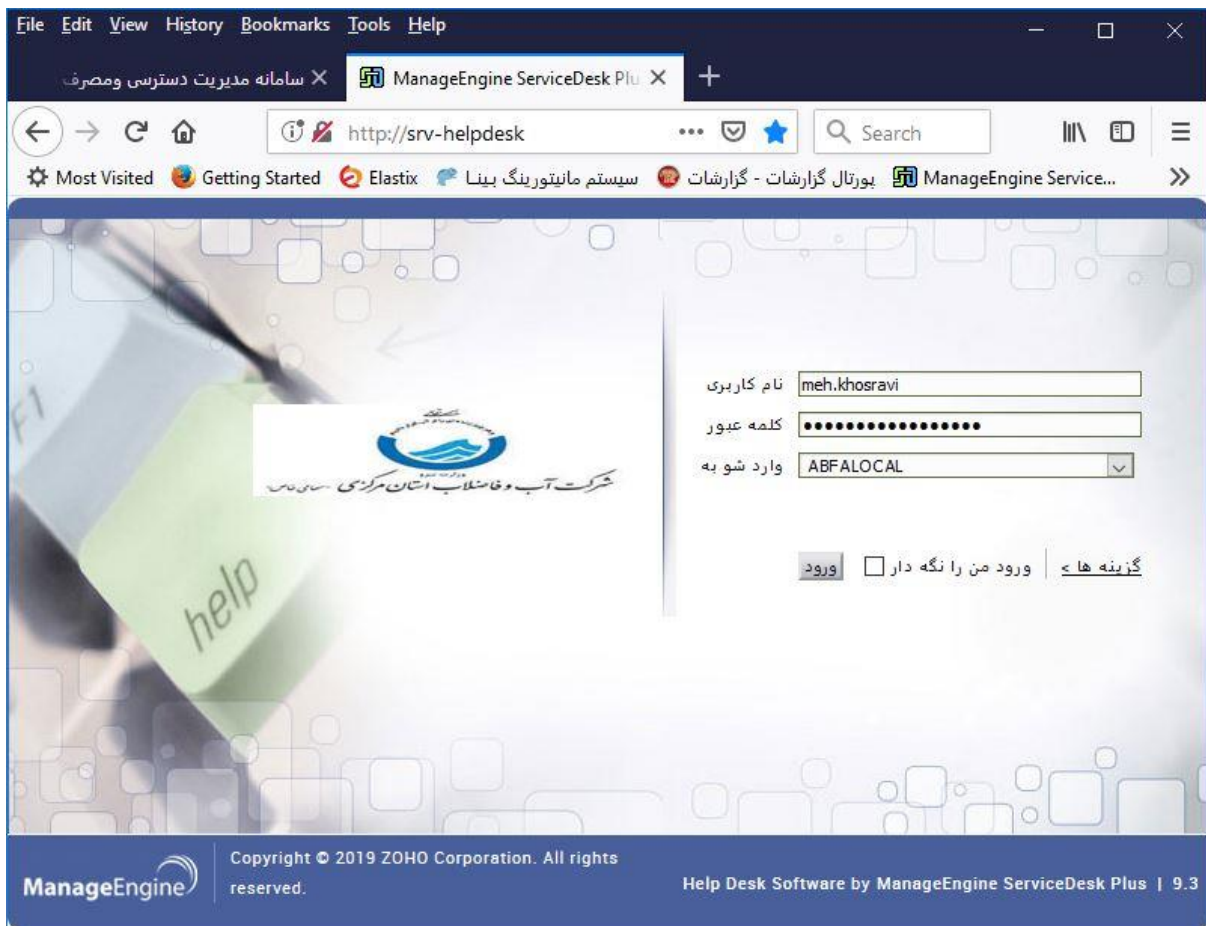 File Edit View History Bookmarks Tools Help
سامانه مدیریت دسترسی ومصرف
ManageEngine ServiceDesk Plu
http://srv-helpdesk
Search
Most Visited Getting Started Elastix سیستم مانیتورینگ بینا پورتال گزارشات - گزارشات ManageEngine Service...
نام کاربری meh.khosravi
کلمه عبور •••••••••••••••••
وارد شو به ABFALOCAL
شرکت آب و فاضلاب استان مرکزی
گزینه ها > ورود من را نگه دار ورود
F1
help
ManageEngine
Copyright © 2019 ZOHO Corporation. All rights
reserved.
Help Desk Software by ManageEngine ServiceDesk Plus | 9.3